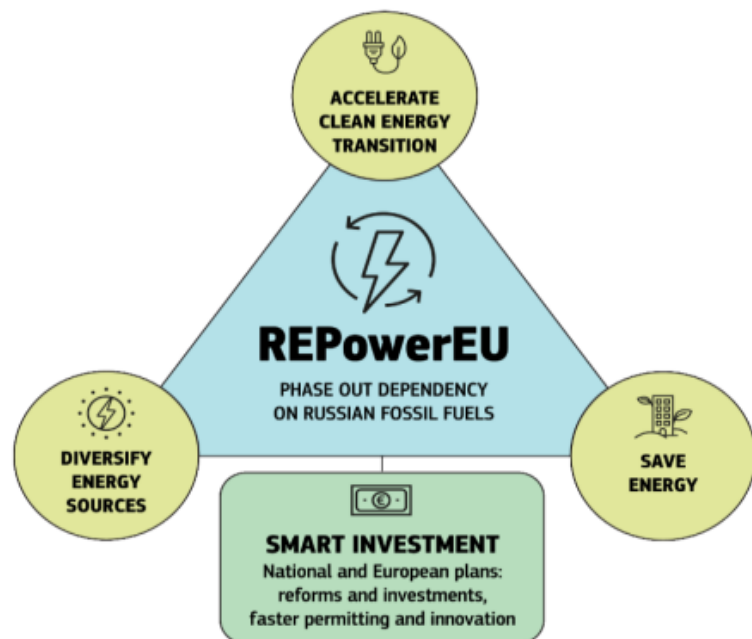 ACCELERATE
CLEAN ENERGY
TRANSITION
REPowerEU
PHASE OUT DEPENDENCY
ON RUSSIAN FOSSIL FUELS
DIVERSIFY
ENERGY
SOURCES
SAVE
ENERGY
€
SMART INVESTMENT
National and European plans:
reforms and investments,
faster permitting and innovation